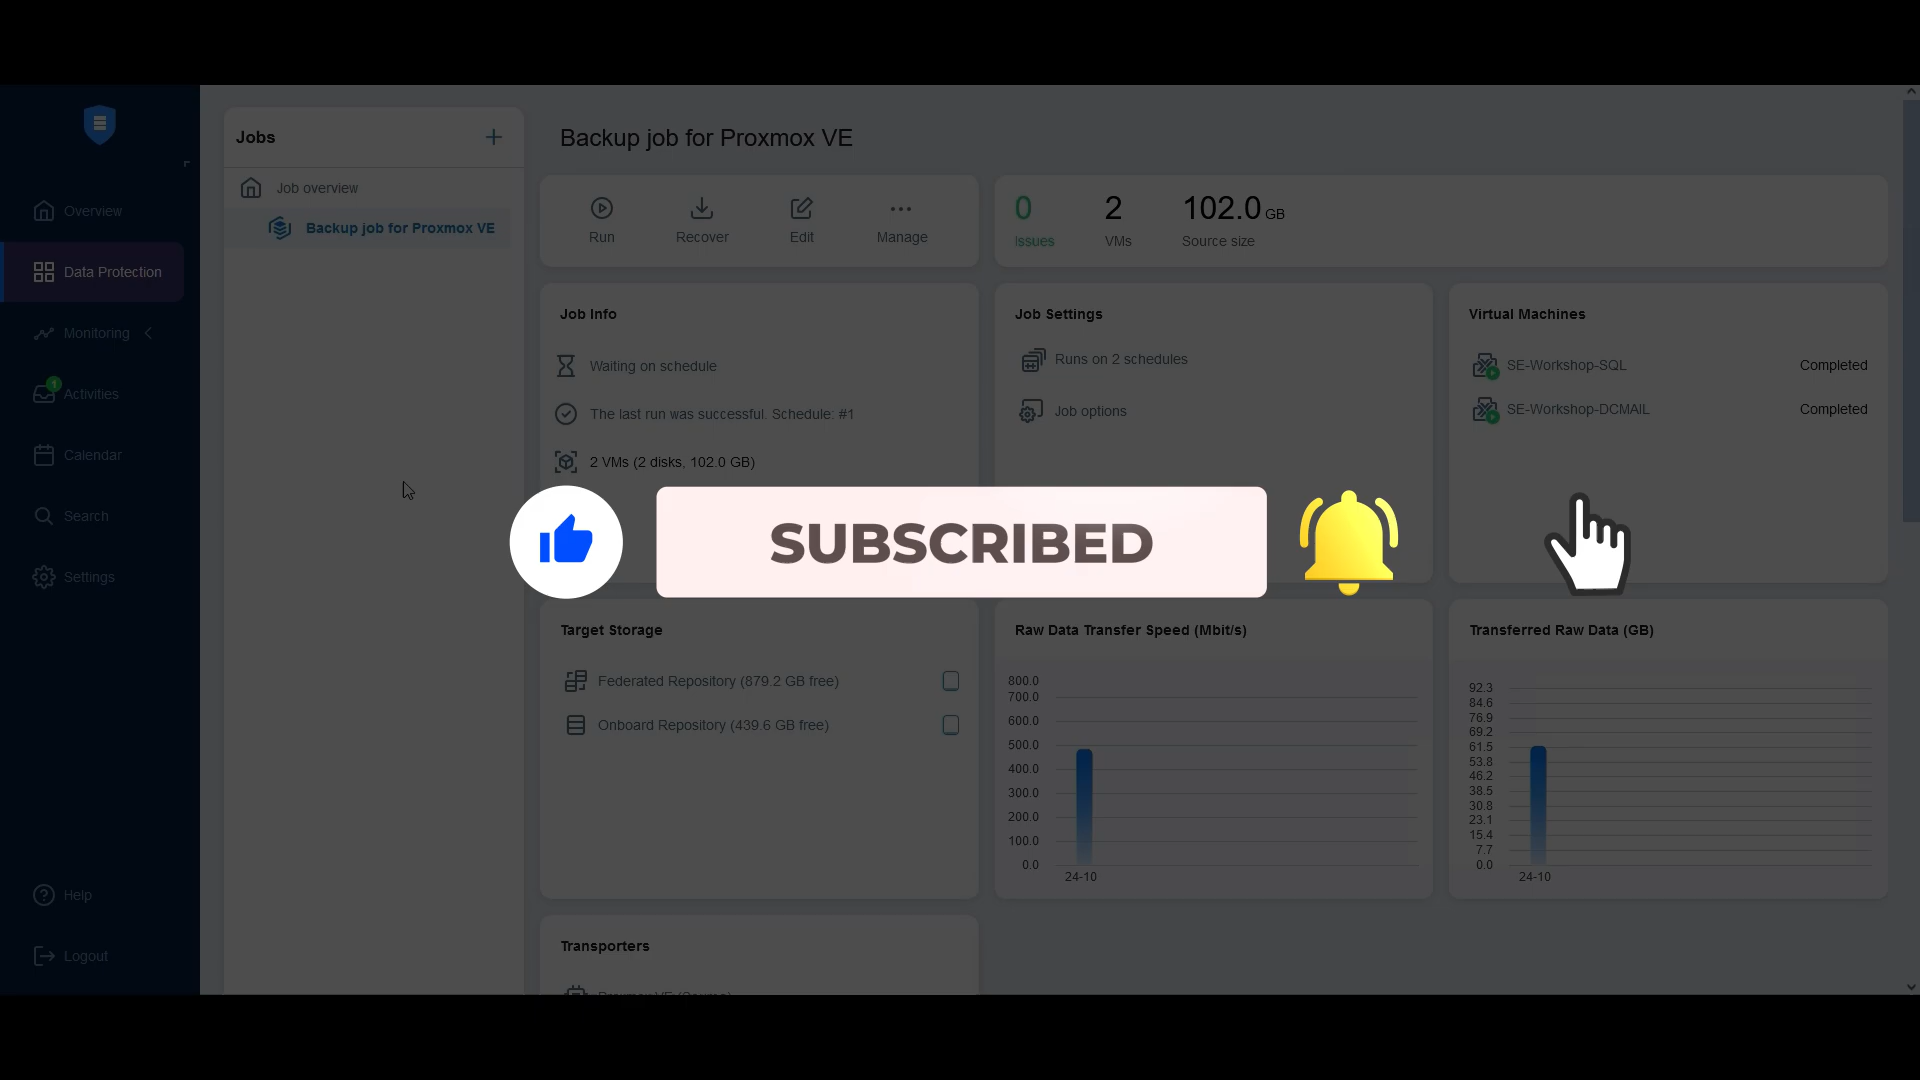 Jobs
Job overview
Backup job for Proxmox VE
Overview
Data Protection
Monitoring
1
Activities
Calendar
Search
Settings
Help
Logout
Backup job for Proxmox VE
Run
Recover
Edit
Manage
0
Issues
2
VMs
102.0 GB
Source size
Job Info
Waiting on schedule
The last run was successful. Schedule: #1
2 VMs (2 disks, 102.0 GB)
Job Settings
Runs on 2 schedules
Job options
Virtual Machines
SE-Workshop-SQL Completed
SE-Workshop-DCMAIL Completed
SUBSCRIBED
Target Storage
Federated Repository (879.2 GB free)
Onboard Repository (439.6 GB free)
Raw Data Transfer Speed (Mbit/s)
800.0
700.0
600.0
500.0
400.0
300.0
200.0
100.0
0.0
24-10
Transferred Raw Data (GB)
92.3
84.6
76.9
69.2
61.5
53.8
46.2
38.5
30.8
23.1
15.4
7.7
0.0
24-10
Transporters